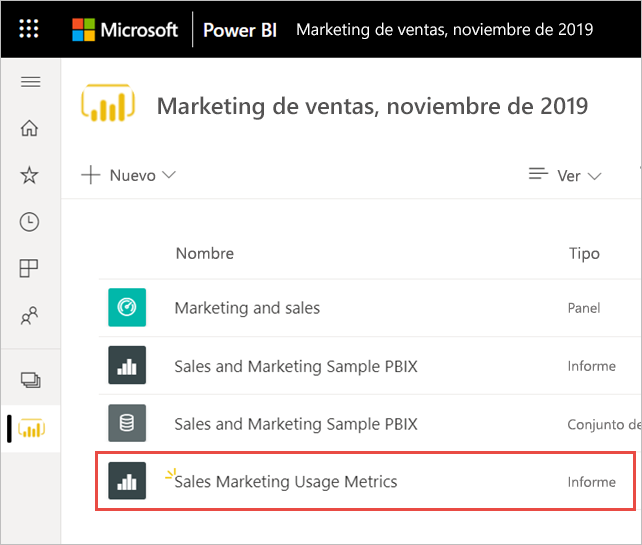 Microsoft Power BI Marketing de ventas, noviembre de 2019
Marketing de ventas, noviembre de 2019
Nuevo Ver
Nombre Tipo
Marketing and sales Panel
Sales and Marketing Sample PBIX Informe
Sales and Marketing Sample PBIX Conjunto de
Sales Marketing Usage Metrics Informe